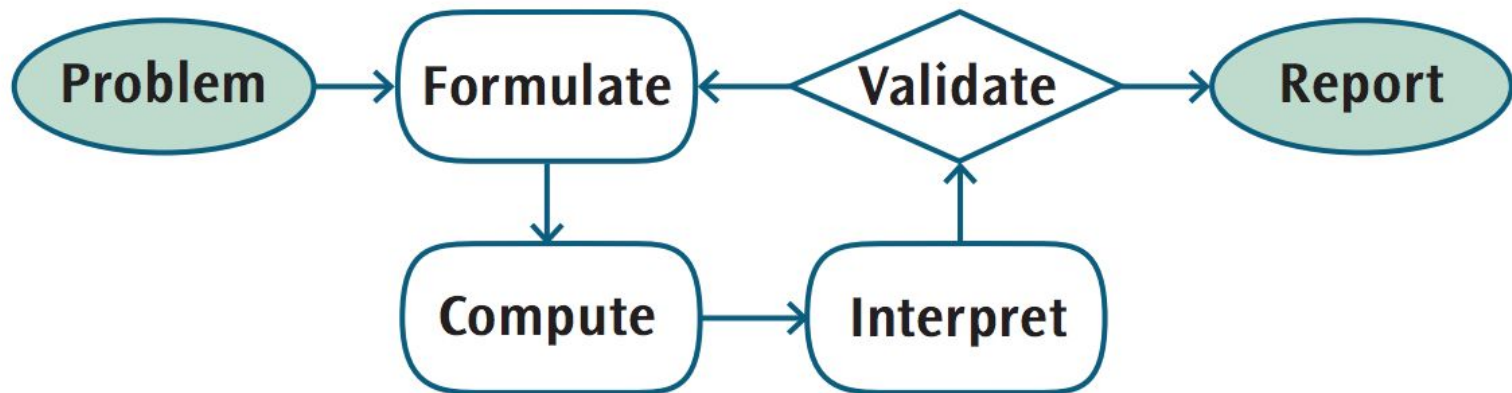 Problem
Formulate
Validate
Report
Compute
Interpret